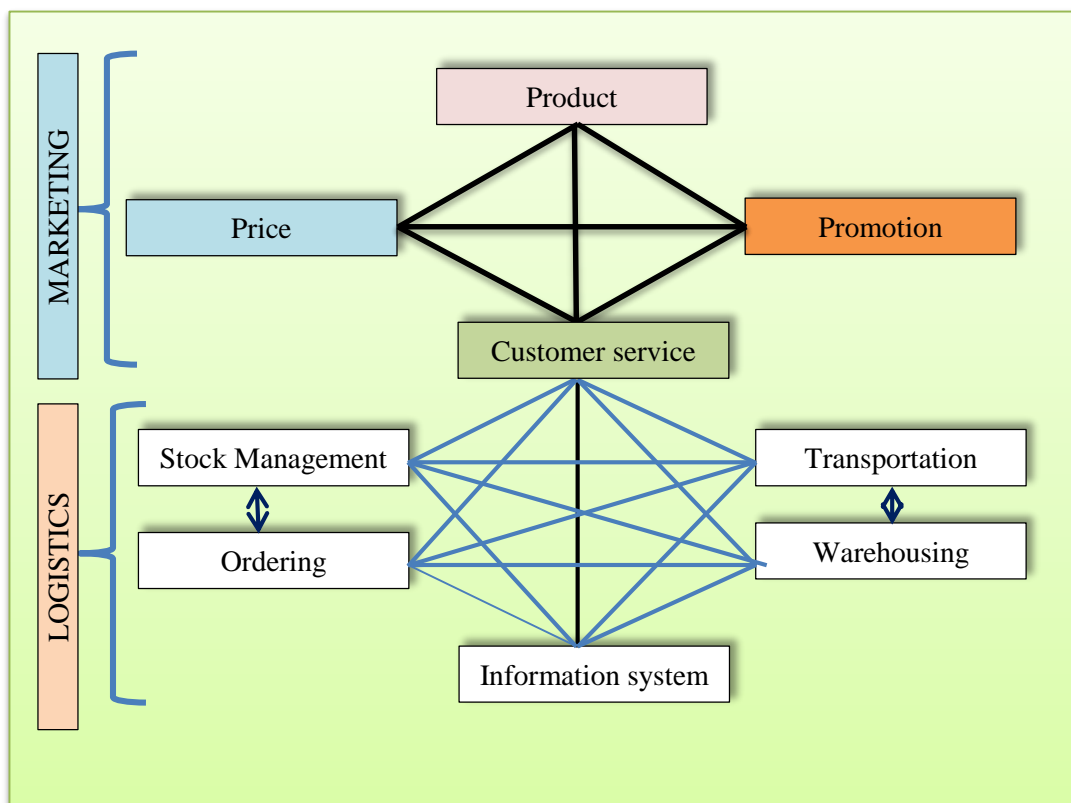 MARKETING
Product
Price
Promotion
Customer service
LOGISTICS
Stock Management
Transportation
Ordering
Warehousing
Information system